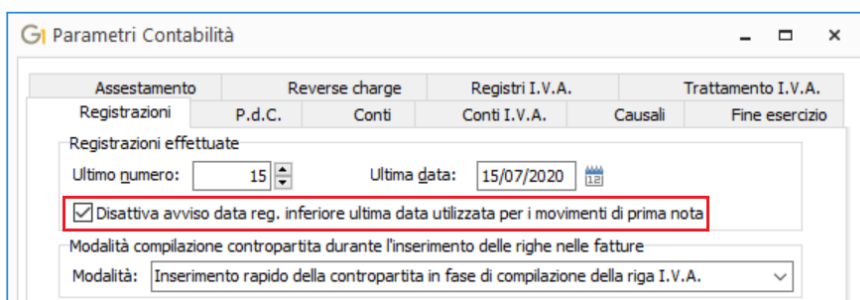 G1 Parametri Contabilità
Assestamento Reverse charge Registri I.V.A. Trattamento I.V.A.
Registrazioni P.d.C. Conti Conti I.V.A. Causali Fine esercizio
Registrazioni effettuate
Ultimo numero: 15 Ultima data: 15/07/2020 12
Disattiva avviso data reg. inferiore ultima data utilizzata per i movimenti di prima nota
Modalità compilazione contropartita durante l'inserimento delle righe nelle fatture
Modalità: Inserimento rapido della contropartita in fase di compilazione della riga I.V.A.